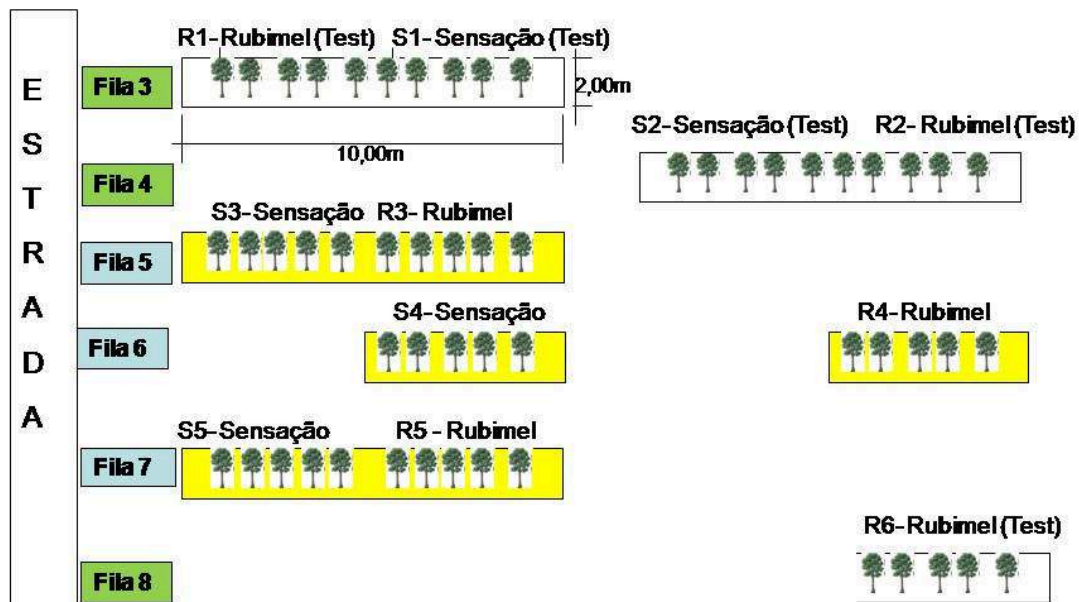 ESTRADA
R1-Rubimel (Test) S1-Sensação (Test)
Fila 3
2,00m
10,00m
S2-Sensação (Test) R2-Rubimel (Test)
Fila 4
S3-Sensação R3-Rubimel
Fila 5
S4-Sensação R4-Rubimel
Fila 6
S5-Sensação R5-Rubimel
Fila 7
R6-Rubimel (Test)
Fila 8